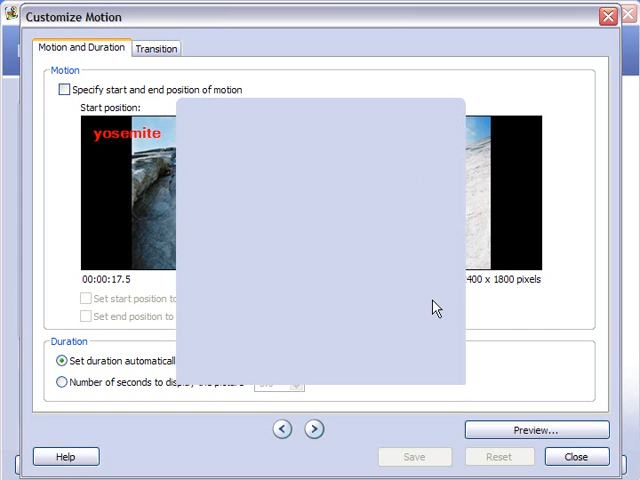 Customize Motion
Motion and Duration
Transition
Motion
Specify start and end position of motion
Start position:
yosemite
00:00:17.5
400 x 1800 pixels
Set start position to
Set end position to
Duration
Set duration automaticall
Number of seconds to display the picture
Preview...
Help
Save
Reset
Close